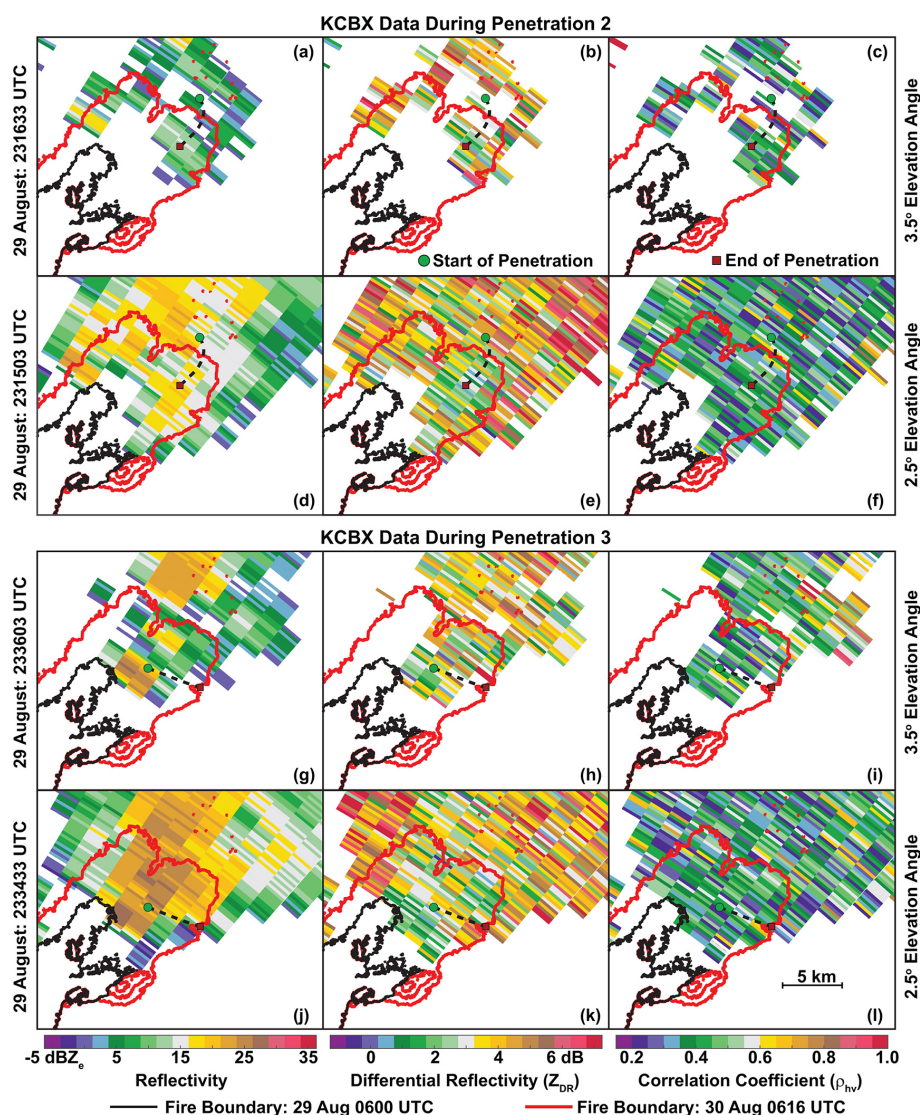 KCBX Data During Penetration 2
29 August: 231633 UTC
(a)
(b)
(c)
3.5° Elevation Angle
Start of Penetration
End of Penetration
29 August: 231503 UTC
(d)
(e)
(f)
2.5° Elevation Angle
KCBX Data During Penetration 3
29 August: 233603 UTC
(g)
(h)
(i)
3.5° Elevation Angle
29 August: 233433 UTC
5 km
(j)
(k)
(l)
2.5° Elevation Angle
-5 dBZe 5 15 25 35
0 2 4 6 dB
0.2 0.4 0.6 0.8 1.0
Reflectivity
Differential Reflectivity (ZDR)
Correlation Coefficient (ρhv)
Fire Boundary: 29 Aug 0600 UTC
Fire Boundary: 30 Aug 0616 UTC